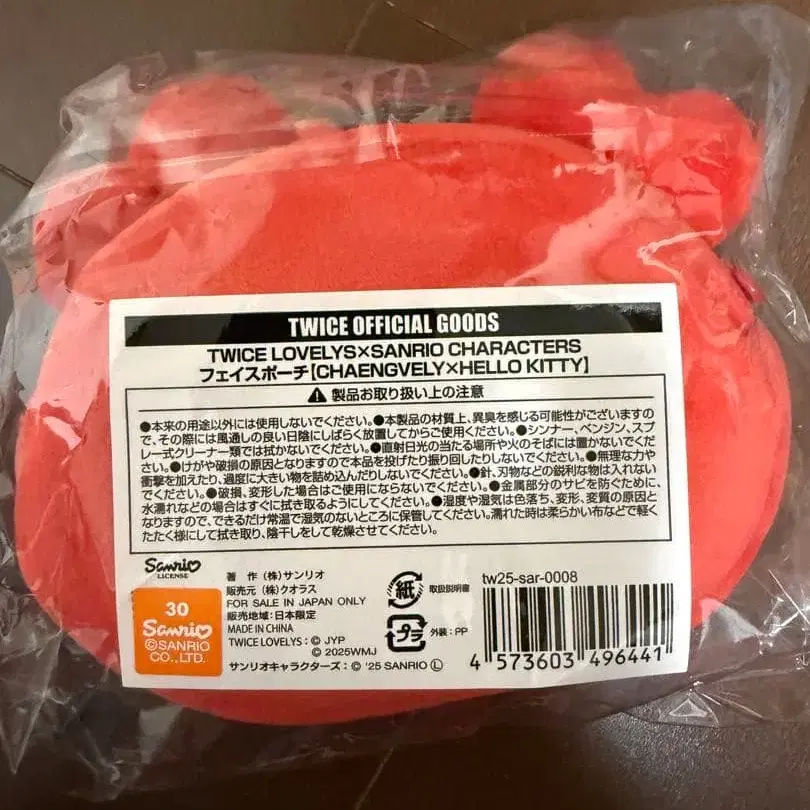 TWICE OFFICIAL GOODS
TWICE LOVELYS×SANRIO CHARACTERS
フェイスポーチ【CHAENGVELY×HELLO KITTY】
⚠ 製品お取り扱い上の注意
●本来の用途以外には使用しないでください。●本製品の材質上、異臭を感じる可能性がございますの
で、その際には風通しの良い日陰にしばらく放置してからご使用ください。●シンナー、ベンジン、スプ
レー式クリーナー類では拭かないでください。●直射日光の当たる場所や火のそばには置かないでくだ
さい。●けがや破損の原因となりますので本品を投げたり振り回したりしないでください。●無理な力や
衝撃を加えたり、過度に大きい物を詰め込んだりしないでください。●針、刃物などの鋭利な物は入れない
でください。●破損、変形した場合はご使用にならないでください。●金属部分のサビを防ぐために、
水濡れなどの場合はすぐに拭き取るようにしてください。●湿度や湿気は色落ち、変形、変質の原因と
なりますので、できるだけ常温で湿気のないところに保管してください。濡れた時は柔らかい布などで軽く
たたく様にして拭き取り、陰干しをして乾燥させてください。
Sanrio
LICENSE
30
Sanrio
©SANRIO
CO.,LTD.
著 作 (株)サンリオ
販売元 (株)クオラス
FOR SALE IN JAPAN ONLY
販売地域:日本限定
MADE IN CHINA
TWICE LOVELYS:© JYP
© 2025WMJ
サンリオキャラクターズ:© '25 SANRIO Ⓛ
紙
取扱説明書
プラ
外装:PP
tw25-sar-0008
4 573603 496441